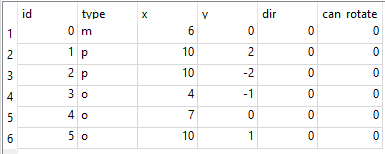 id type x y dir can rotate
1 0 m 6 0 0 0
2 1 p 10 2 0 0
3 2 p 10 -2 0 0
4 3 o 4 -1 0 0
5 4 o 7 0 0 0
6 5 o 10 1 0 0